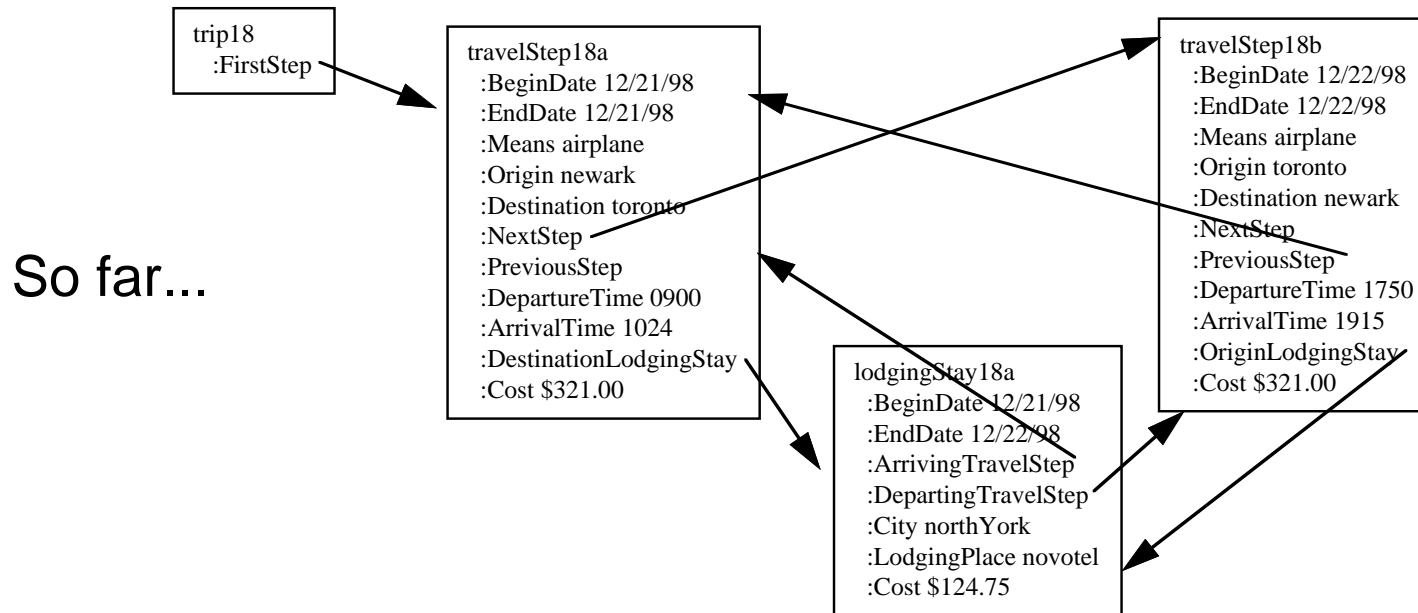 trip18
:FirstStep
So far...
travelStep18a
:BeginDate 12/21/98
:EndDate 12/21/98
:Means airplane
:Origin newark
:Destination toronto
:NextStep
:PreviousStep
:DepartureTime 0900
:ArrivalTime 1024
:DestinationLodgingStay
:Cost $321.00
lodgingStay18a
:BeginDate 12/21/98
:EndDate 12/22/98
:ArrivingTravelStep
:DepartingTravelStep
:City northYork
:LodgingPlace novotel
:Cost $124.75
travelStep18b
:BeginDate 12/22/98
:EndDate 12/22/98
:Means airplane
:Origin toronto
:Destination newark
:NextStep
:PreviousStep
:DepartureTime 1750
:ArrivalTime 1915
:OriginLodgingStay
:Cost $321.00